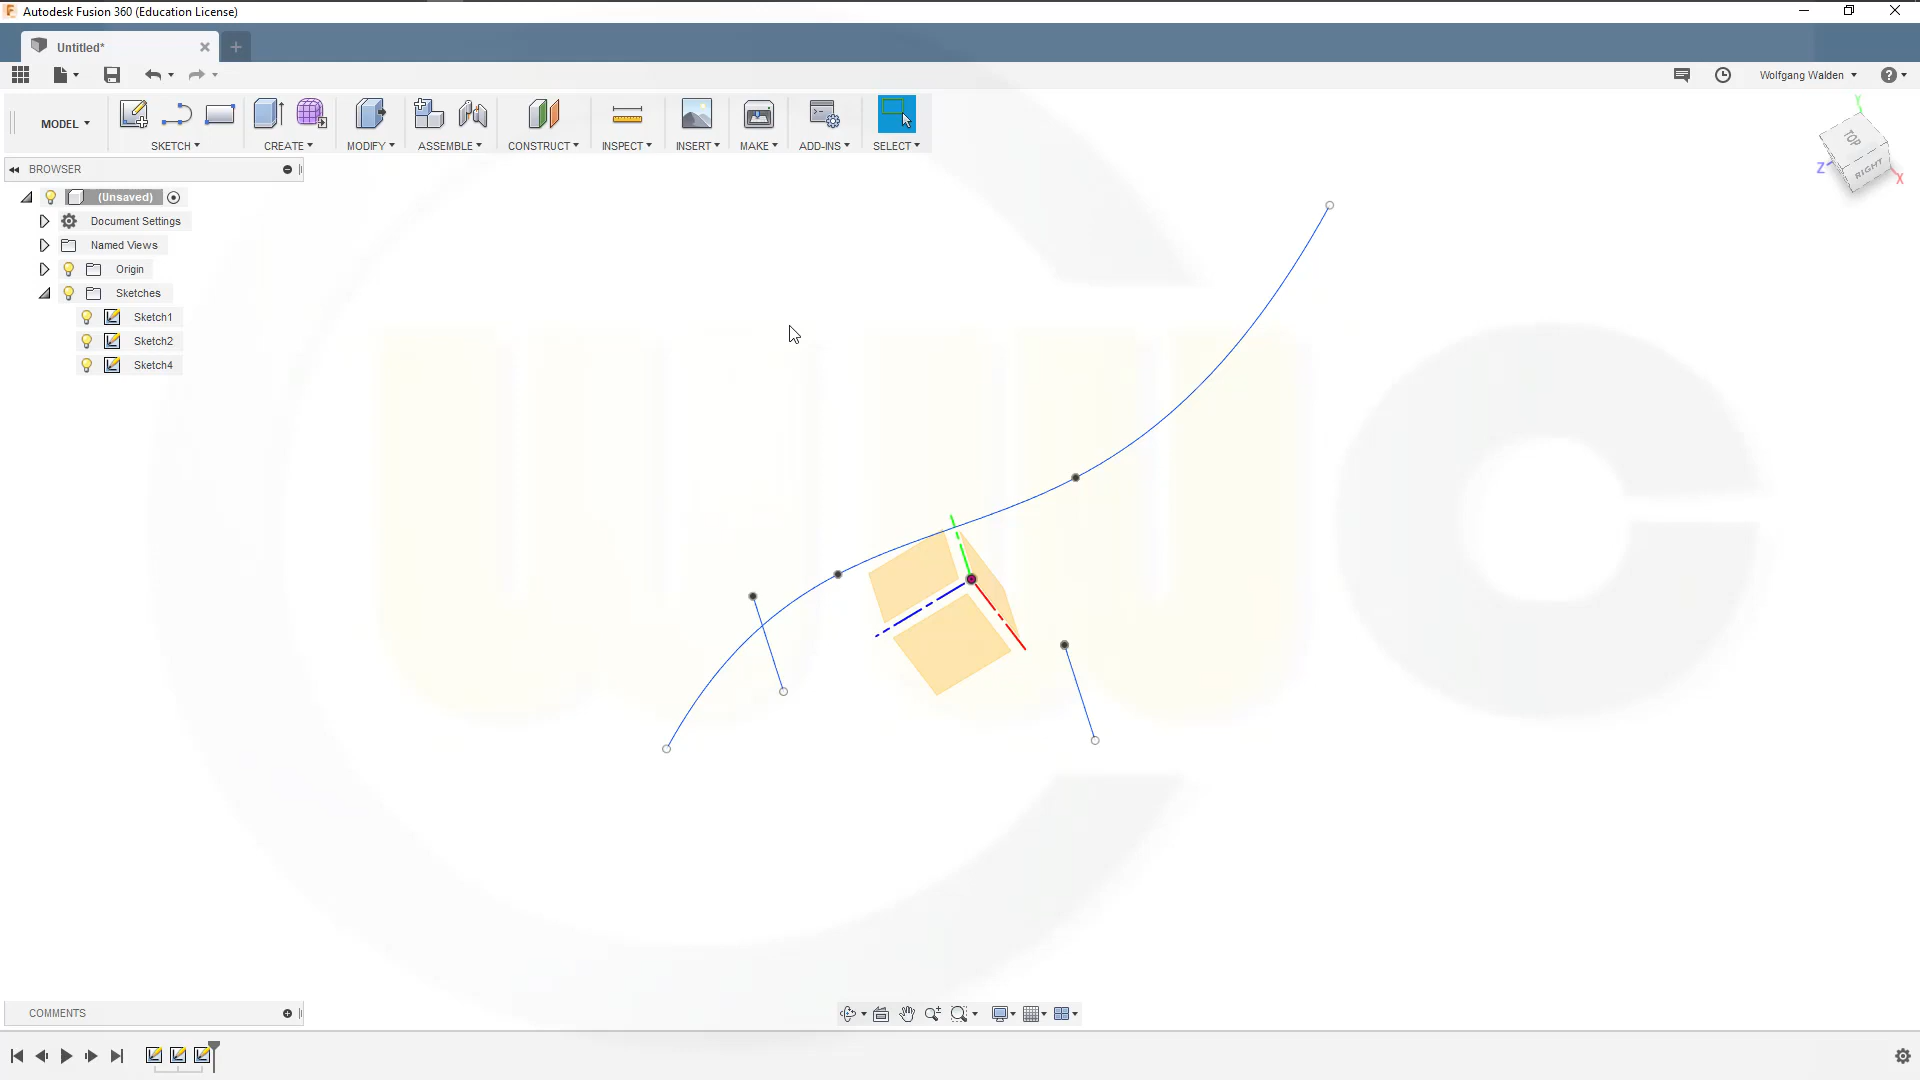 Autodesk Fusion 360 (Education License)
Untitled*
Wolfgang Walden
MODEL
SKETCH
CREATE
MODIFY
ASSEMBLE
CONSTRUCT
INSPECT
INSERT
MAKE
ADD-INS
SELECT
Y
TOP
Z
RIGHT
X
BROWSER
(Unsaved)
Document Settings
Named Views
Origin
Sketches
Sketch1
Sketch2
Sketch4
COMMENTS